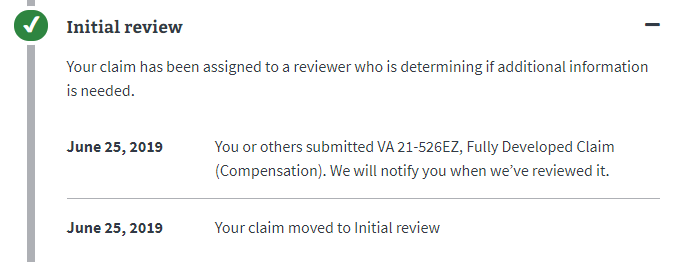 Initial review
Your claim has been assigned to a reviewer who is determining if additional information
is needed.
June 25, 2019 You or others submitted VA 21-526EZ, Fully Developed Claim
(Compensation). We will notify you when we’ve reviewed it.
June 25, 2019 Your claim moved to Initial review